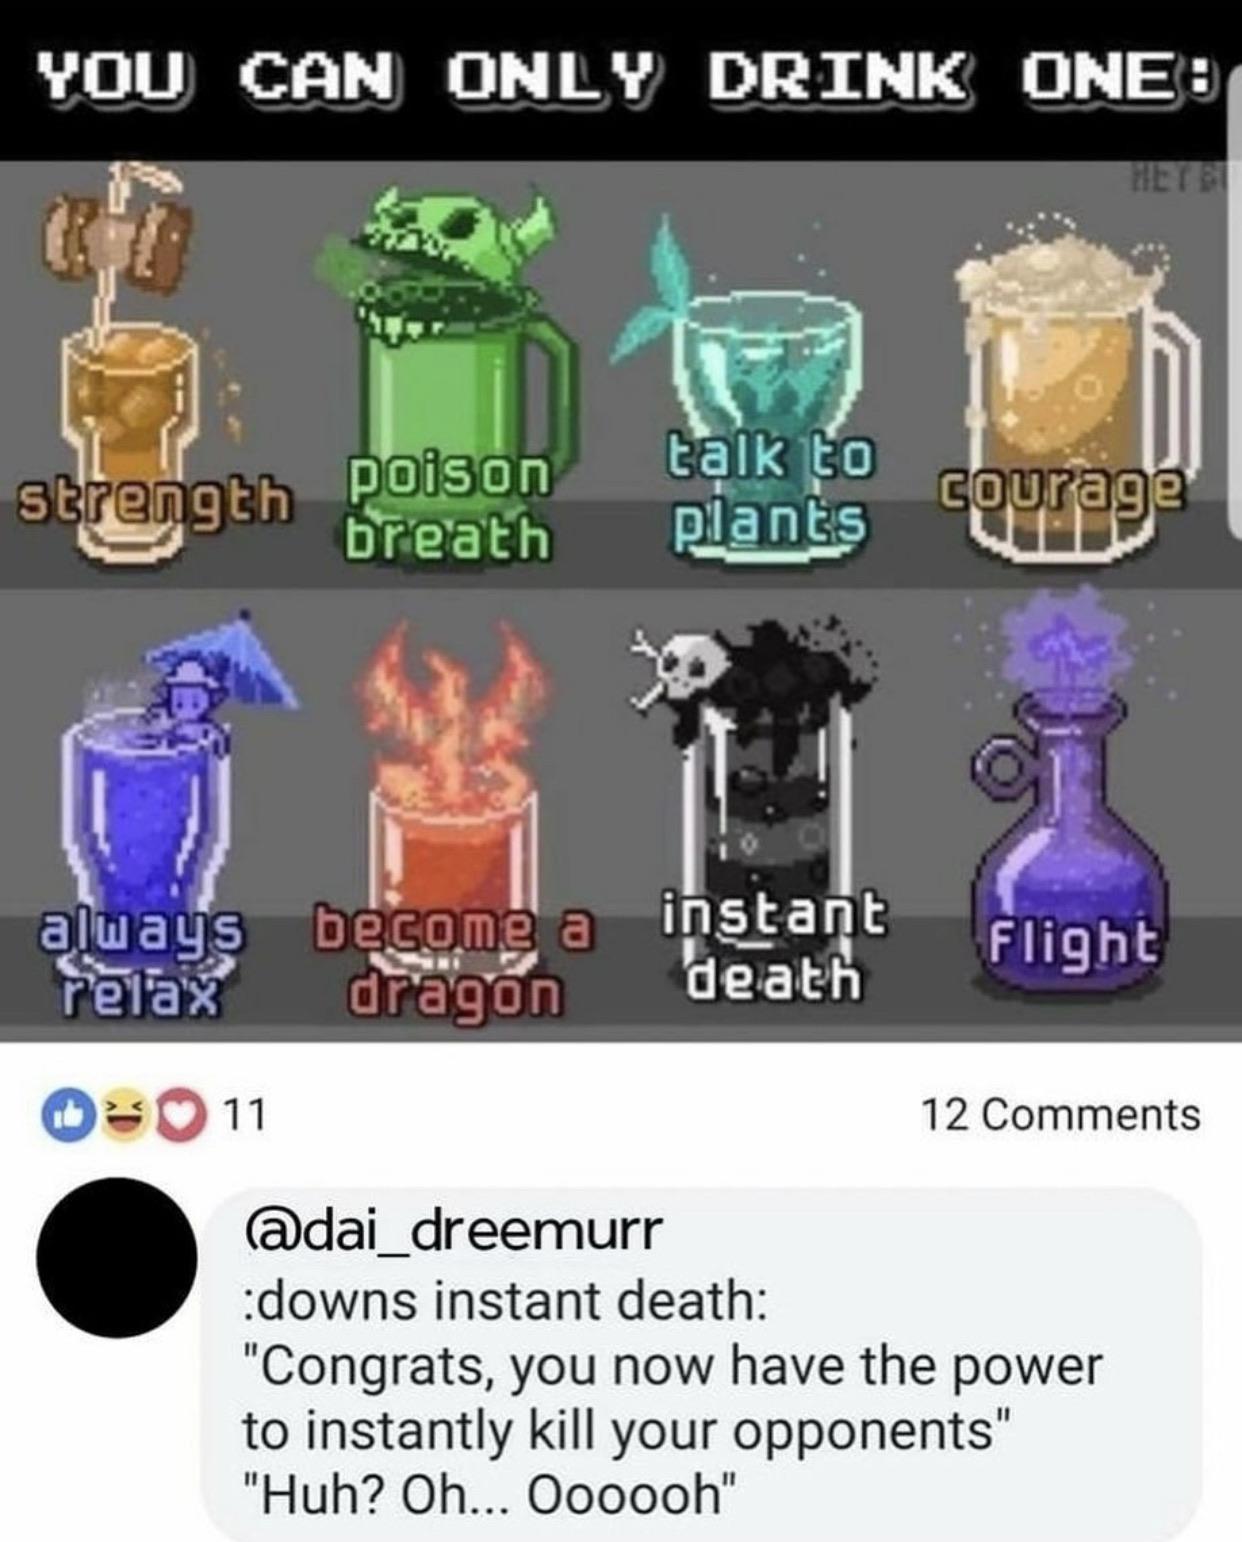 YOU CAN ONLY DRINK ONE:
strength
poison
breath
talk to
plants
courage
always
relax
become a
dragon
instant
death
Flight
11
12 Comments
@dai_dreemurr
:downs instant death:
"Congrats, you now have the power
to instantly kill your opponents"
"Huh? Oh... Oooooh"